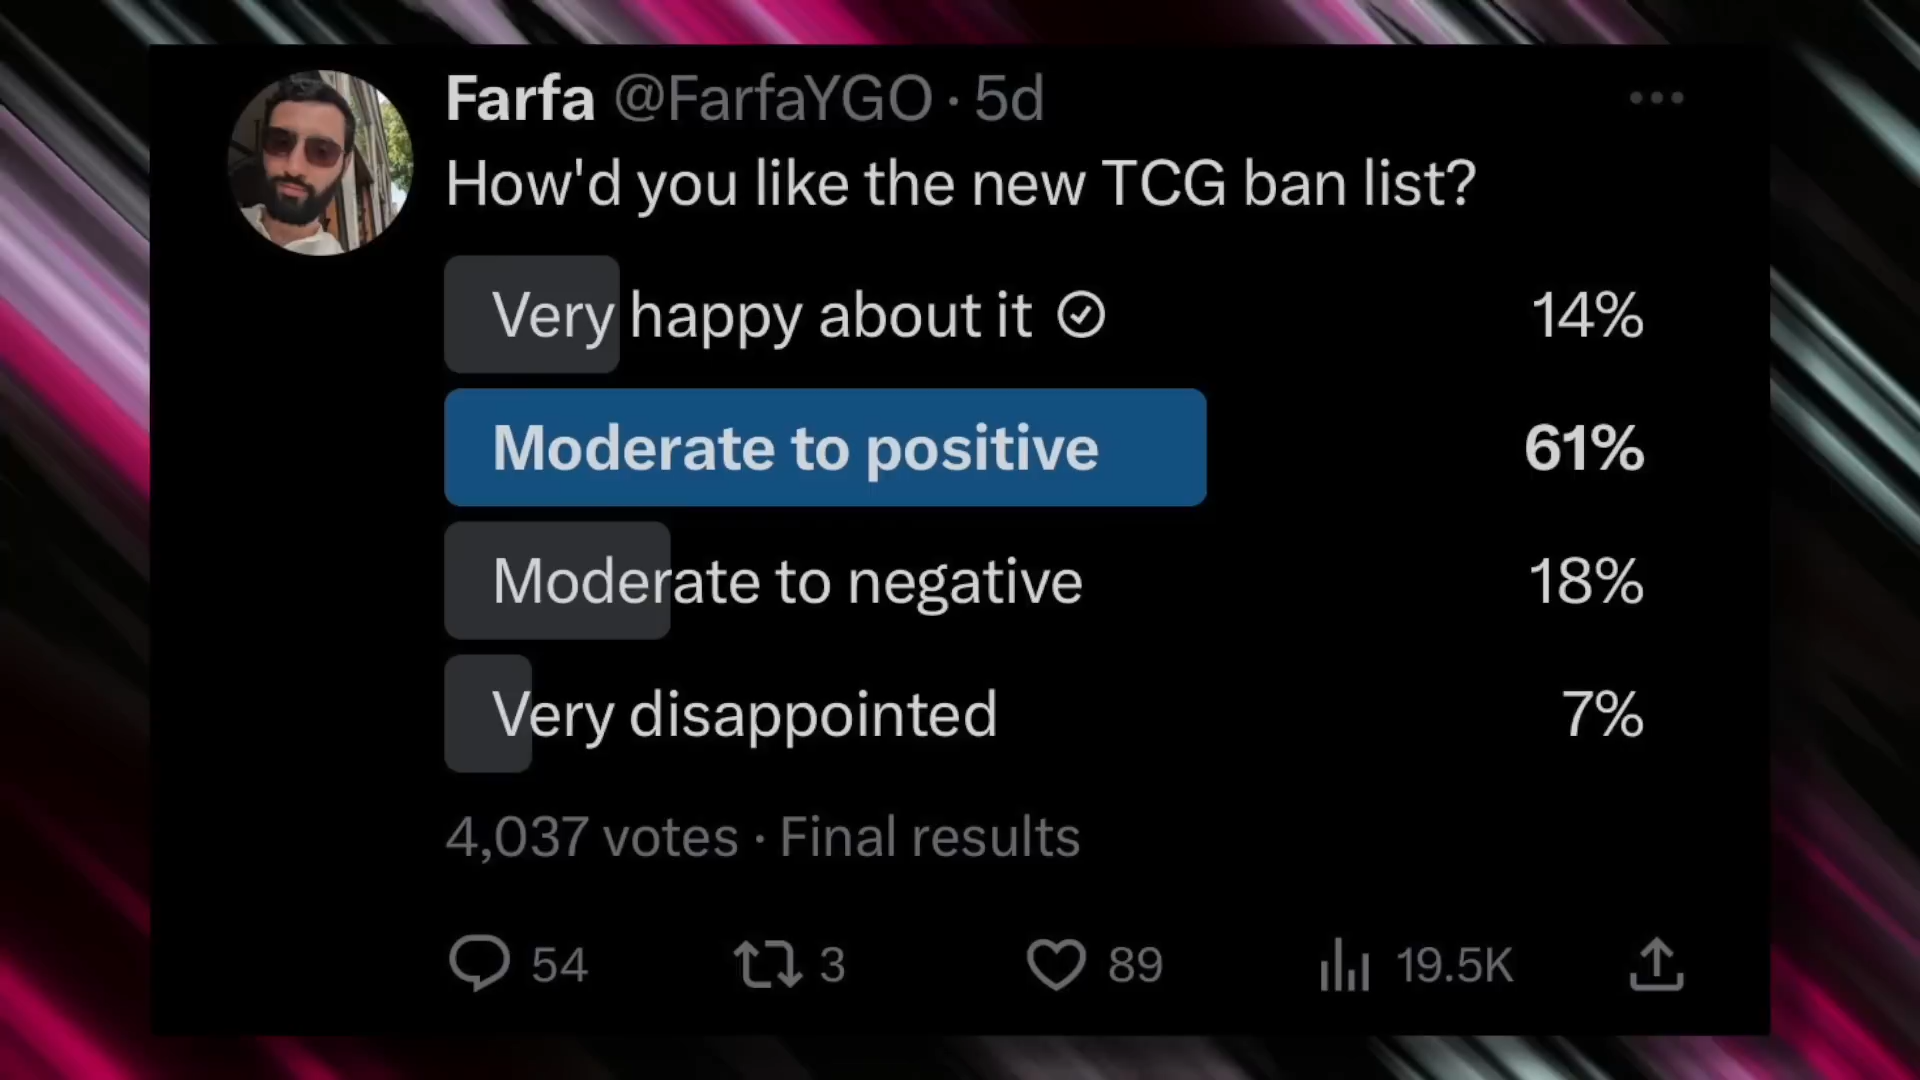 Farfa @FarfaYGO · 5d
How'd you like the new TCG ban list?
Very happy about it 14%
Moderate to positive 61%
Moderate to negative 18%
Very disappointed 7%
4,037 votes · Final results
54 3 89 19.5K